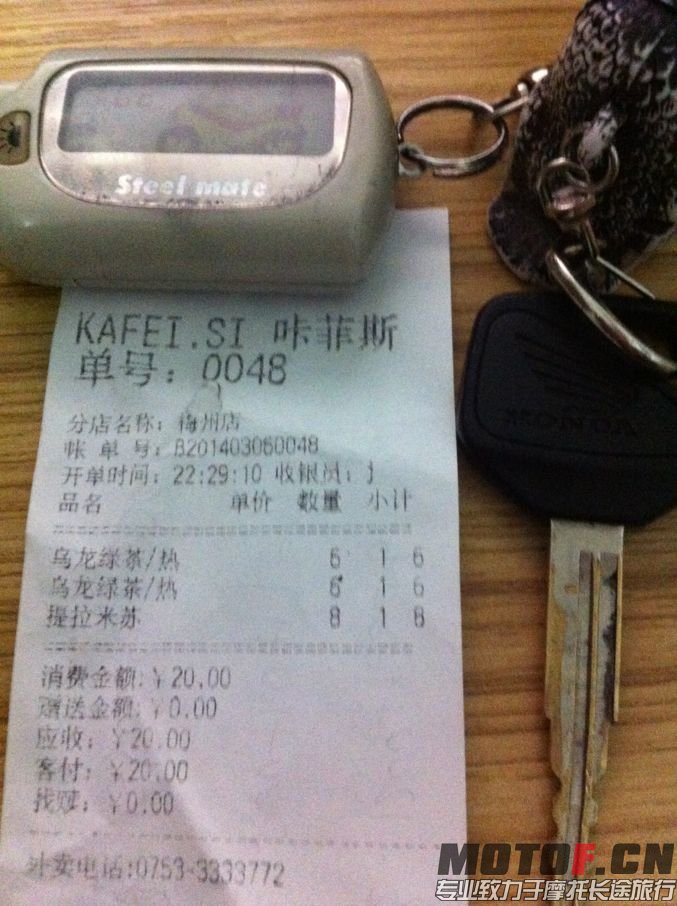 Steel mate
KAFEI.SI 咔菲斯
单号：0048
分店名称：梅州店
帐 单 号：B201403060048
开单时间：22:29:10 收银员：
品名 单价 数量 小计
乌龙绿茶/热 6 1 6
乌龙绿茶/热 6 1 6
提拉米苏 8 1 8
消费金额：￥20.00
赠送金额：￥0.00
应收：￥20.00
客付：￥20.00
找赎：￥0.00
外卖电话:0753-3333772
HONDA
MOTOF.CN
专业致力于摩托长途旅行